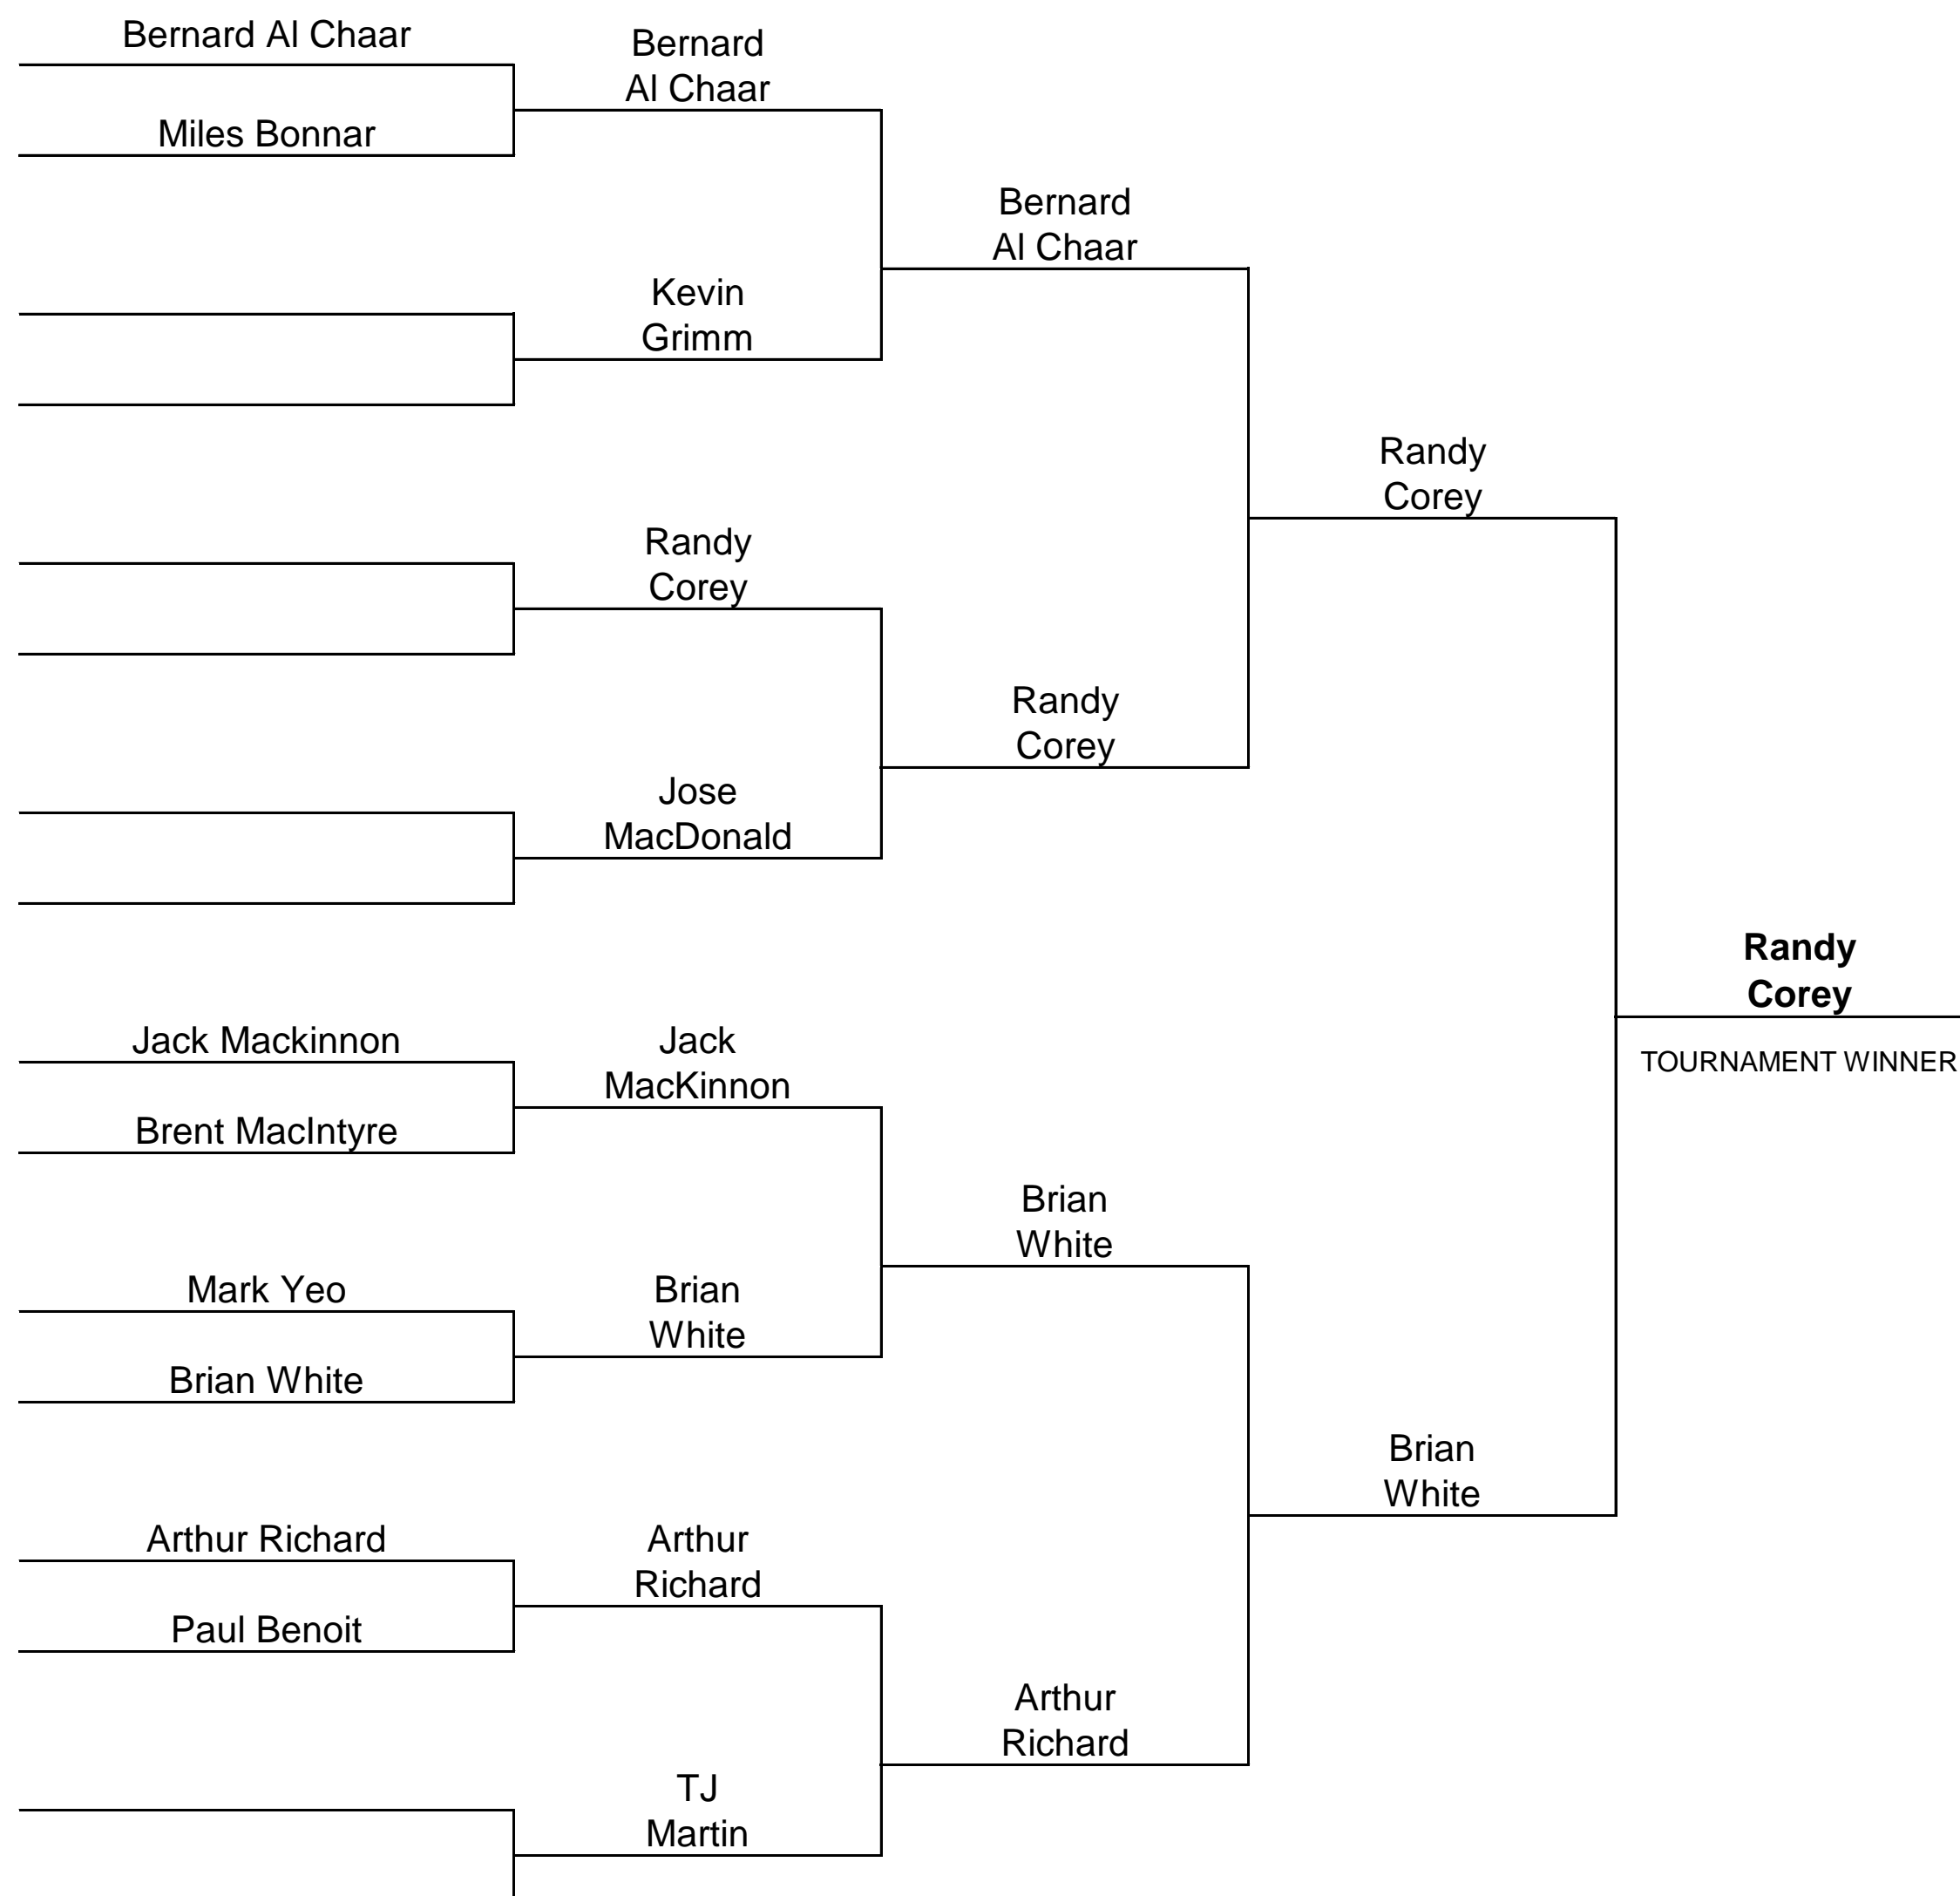 Bernard Al Chaar
Miles Bonnar
Jack Mackinnon
Brent MacIntyre
Mark Yeo
Brian White
Arthur Richard
Paul Benoit
Bernard
Al Chaar
Kevin
Grimm
Randy
Corey
Jose
MacDonald
Jack
MacKinnon
Brian
White
Arthur
Richard
TJ
Martin
Bernard
Al Chaar
Randy
Corey
Brian
White
Arthur
Richard
Randy
Corey
Brian
White
Randy
Corey
TOURNAMENT WINNER